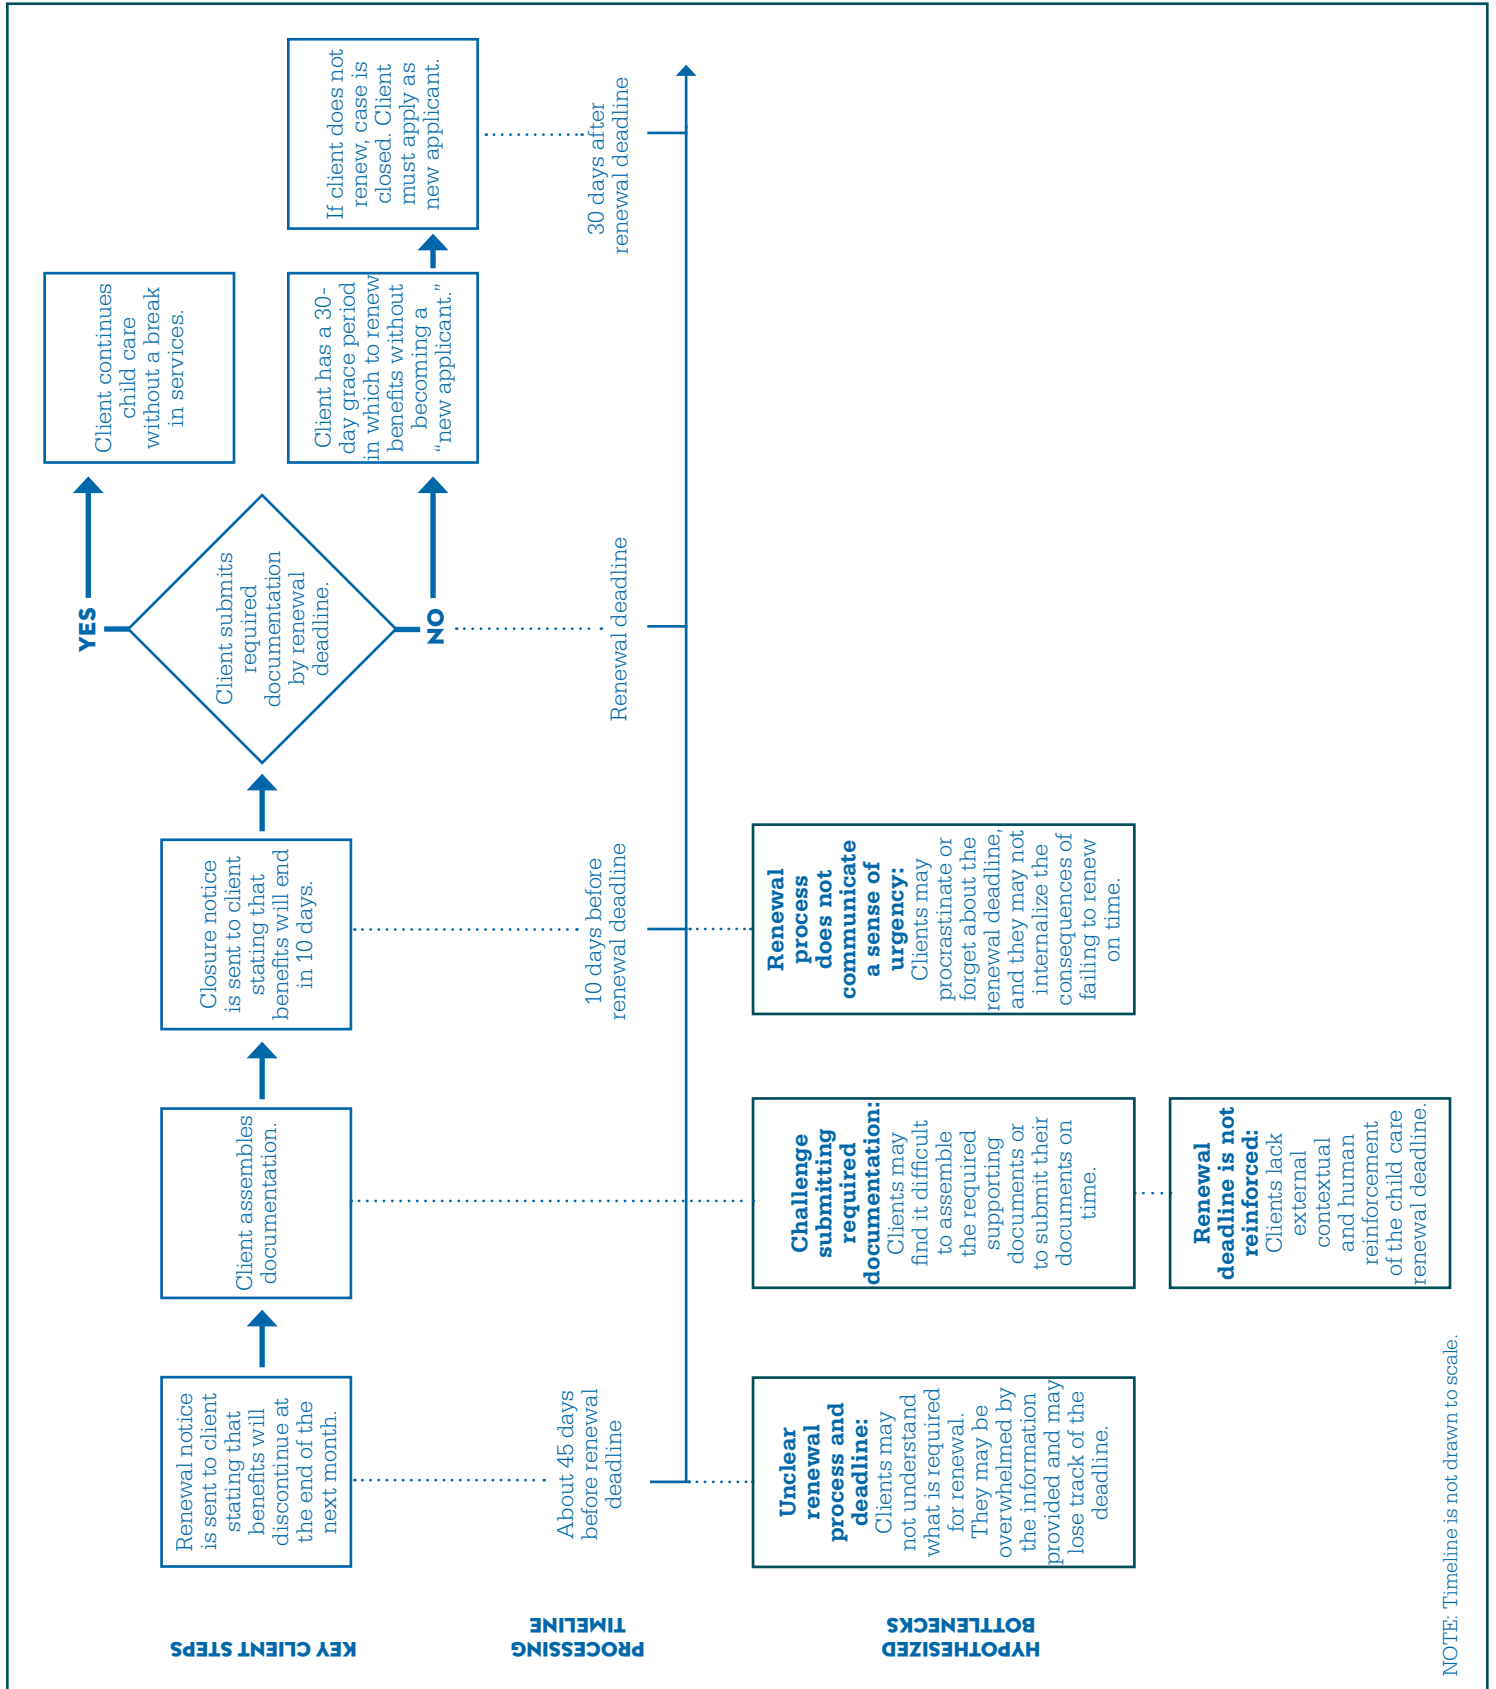 KEY CLIENT STEPS
Renewal notice
is sent to client
stating that
benefits will
discontinue at
the end of the
next month.
Client assembles
documentation.
Closure notice
is sent to client
stating that
benefits will end
in 10 days.
Client submits
required
documentation
by renewal
deadline.
YES
Client continues
child care
without a break
in services.
NO
Client has a 30-
day grace period
in which to renew
benefits without
becoming a
“new applicant.”
If client does not
renew, case is
closed. Client
must apply as
new applicant.
PROCESSING
TIMELINE
About 45 days
before renewal
deadline
10 days before
renewal deadline
Renewal deadline
30 days after
renewal deadline
HYPOTHESIZED
BOTTLENECKS
Unclear
renewal
process and
deadline:
Clients may
not understand
what is required
for renewal.
They may be
overwhelmed by
the information
provided and may
lose track of the
deadline.
Challenge
submitting
required
documentation:
Clients may
find it difficult
to assemble
the required
supporting
documents or
to submit their
documents on
time.
Renewal
deadline is not
reinforced:
Clients lack
external
contextual
and human
reinforcement
of the child care
renewal deadline.
Renewal
process
does not
communicate
a sense of
urgency:
Clients may
procrastinate or
forget about the
renewal deadline,
and they may not
internalize the
consequences of
failing to renew
on time.
NOTE: Timeline is not drawn to scale.